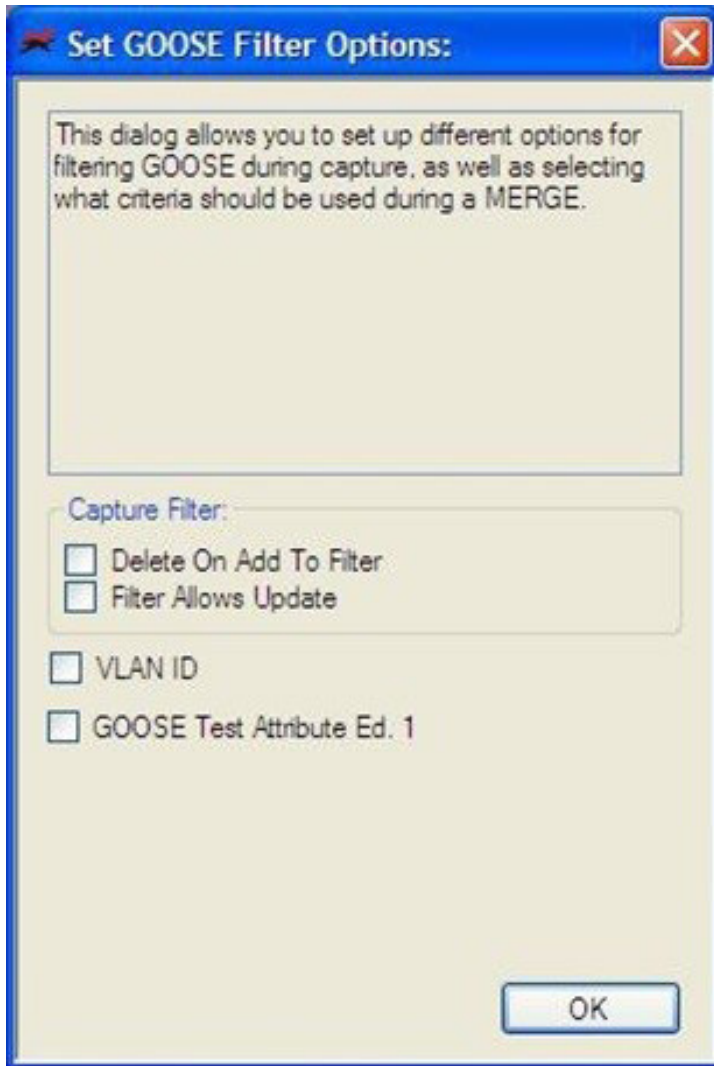 Set GOOSE Filter Options:
This dialog allows you to set up different options for
filtering GOOSE during capture, as well as selecting
what criteria should be used during a MERGE.
Capture Filter:
Delete On Add To Filter
Filter Allows Update
VLAN ID
GOOSE Test Attribute Ed. 1
OK